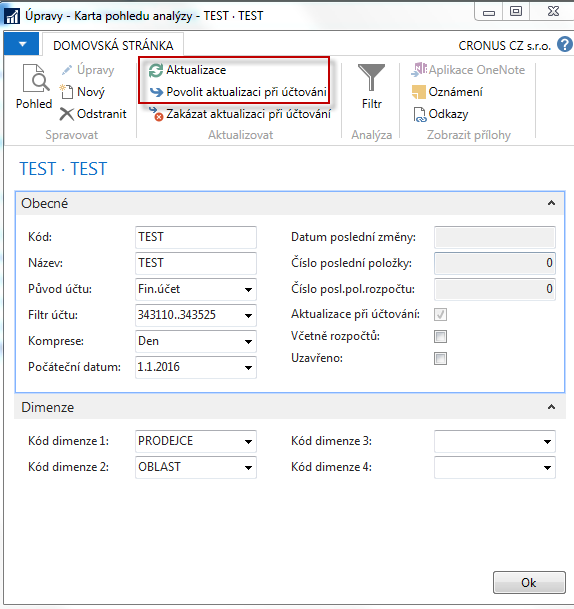 Úpravy - Karta pohledu analýzy - TEST · TEST
DOMOVSKÁ STRÁNKA
CRONUS CZ s.r.o.
Pohled
Úpravy
Nový
Odstranit
Spravovat
Aktualizace
Povolit aktualizaci při účtování
Zakázat aktualizaci při účtování
Aktualizovat
Filtr
Analýza
Aplikace OneNote
Oznámení
Odkazy
Zobrazit přílohy
TEST · TEST
Obecné
Kód: TEST
Název: TEST
Původ účtu: Fin.účet
Filtr účtu: 343110..343525
Komprese: Den
Počáteční datum: 1.1.2016
Datum poslední změny:
Číslo poslední položky: 0
Číslo posl.pol.rozpočtu: 0
Aktualizace při účtování:
Včetně rozpočtů:
Uzavřeno:
Dimenze
Kód dimenze 1: PRODEJCE
Kód dimenze 2: OBLAST
Kód dimenze 3:
Kód dimenze 4:
Ok